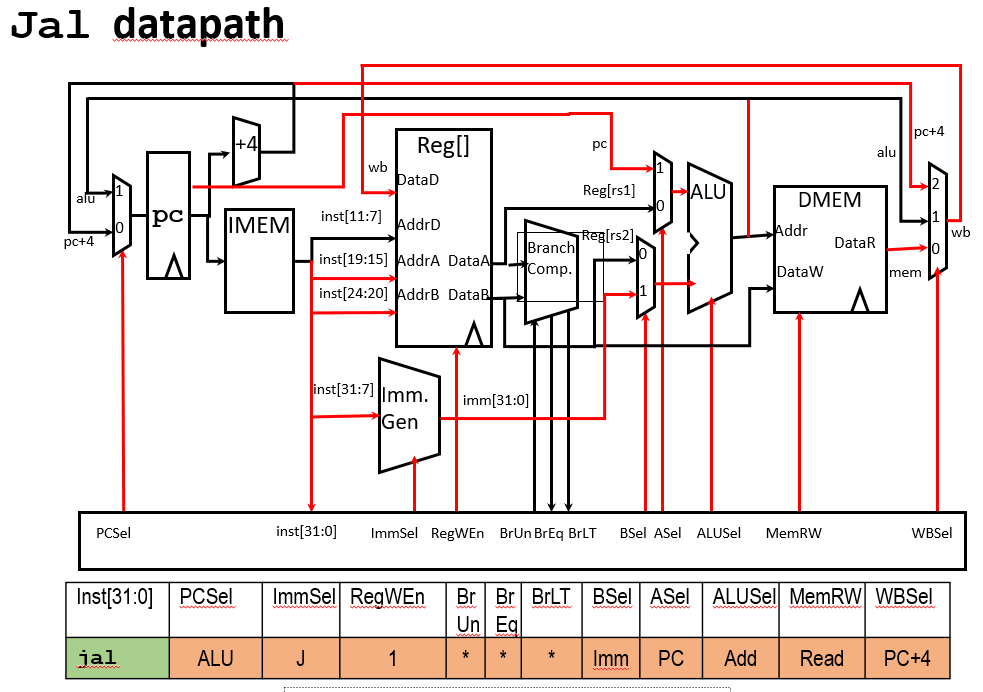 Jal datapath
+4
pc
alu
1
0
pc+4
IMEM
Reg[]
wb
DataD
inst[11:7]
AddrD
inst[19:15]
AddrA DataA
inst[24:20]
AddrB DataB
Branch
Comp.
pc
Reg[rs1]
Reg[rs2]
1
0
0
1
ALU
DMEM
Addr
DataR
DataW
alu
pc+4
2
1
0
wb
mem
inst[31:7]
Imm.
Gen
imm[31:0]
PCSel inst[31:0] ImmSel RegWEn BrUn BrEq BrLT BSel ASel ALUSel MemRW WBSel
Inst[31:0] PCSel ImmSel RegWEn Br Un Br Eq BrLT BSel ASel ALUSel MemRW WBSel
jal ALU J 1 * * * Imm PC Add Read PC+4